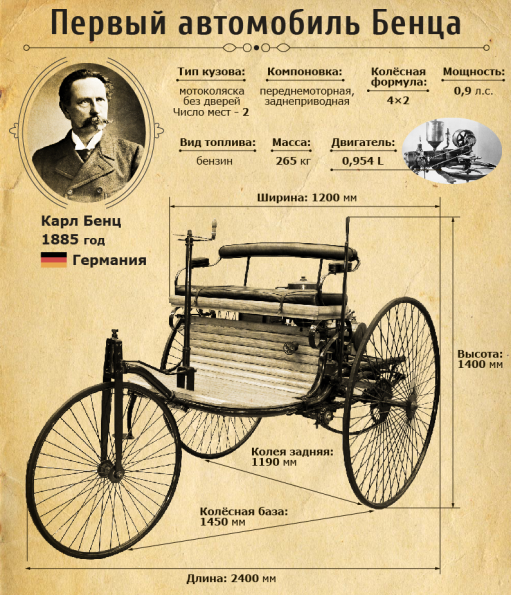 Первый автомобиль Бенца
Тип кузова:
мотоколяска
без дверей
Число мест - 2
Компоновка:
переднемоторная,
заднеприводная
Колёсная
формула:
4×2
Мощность:
0,9 л.с.
Вид топлива:
бензин
Масса:
265 кг
Двигатель:
0,954 L
Карл Бенц
1885 год
Германия
Ширина: 1200 мм
Высота:
1400 мм
Колея задняя:
1190 мм
Колёсная база:
1450 мм
Длина: 2400 мм